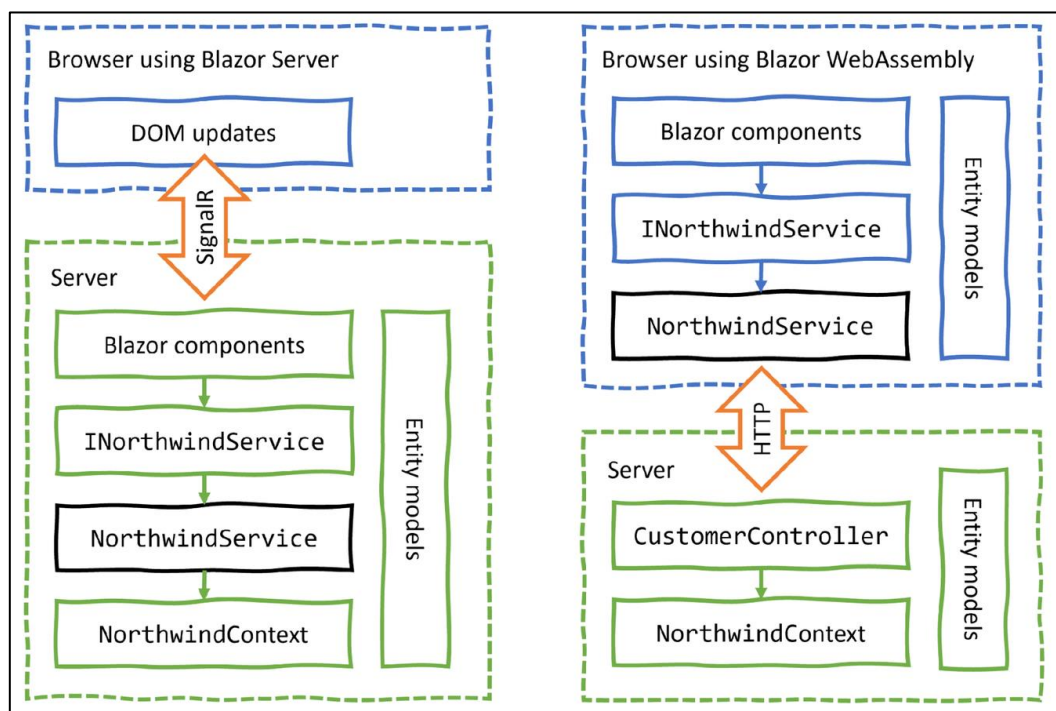 Browser using Blazor Server
DOM updates
SignalR
Server
Blazor components
INorthwindService
NorthwindService
NorthwindContext
Entity models
Browser using Blazor WebAssembly
Blazor components
INorthwindService
NorthwindService
Entity models
HTTP
Server
CustomerController
NorthwindContext
Entity models